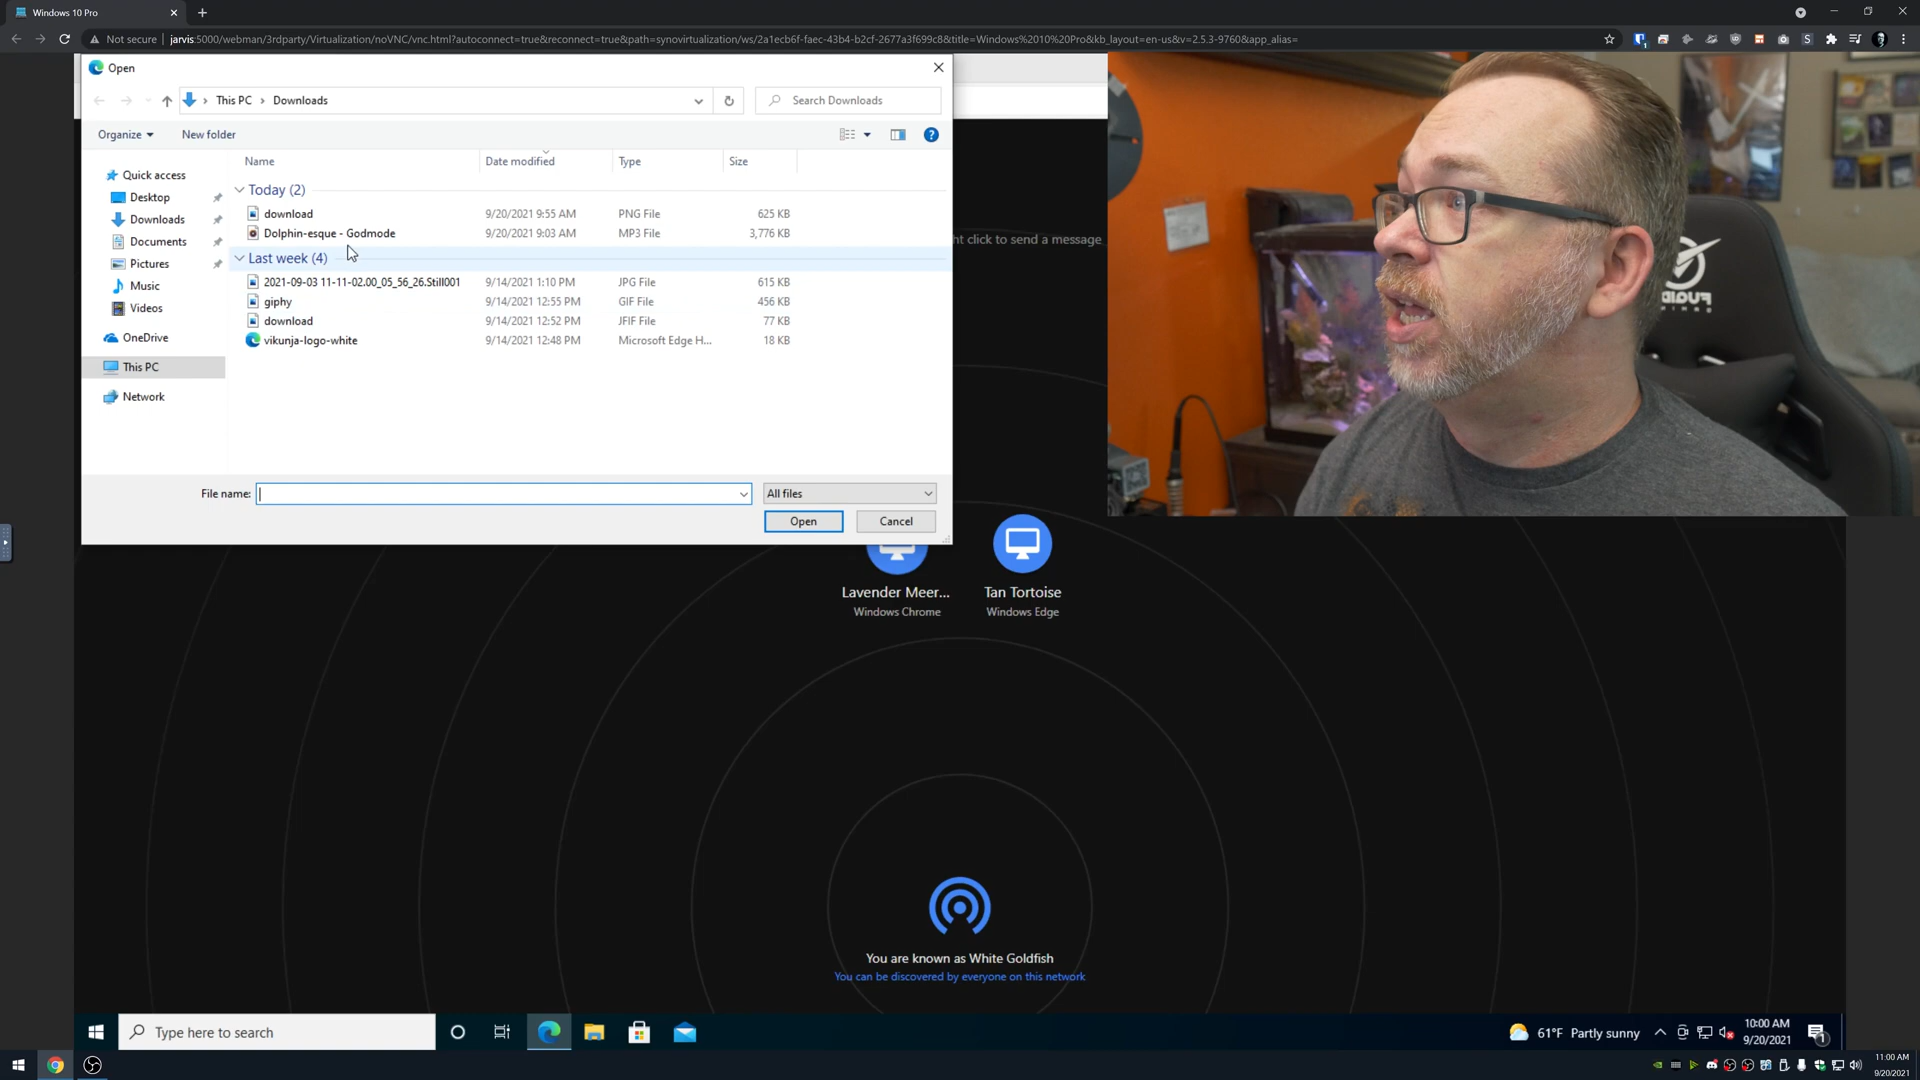 Windows 10 Pro
Not secure
jarvis:5000/webman/3rdparty/Virtualization/noVNC/vnc.html?autoconnect=true&reconnect=true&path=synovirtualization/ws/2a1ecb6f-faec-43b4-b2cf-2677a3f699c8&title=Windows%2010%20Pro&kb_layout=en-us&v=2.5.3-9760&app_alias=
Open
This PC > Downloads
Search Downloads
Organize
New folder
Name
Date modified
Type
Size
Quick access
Desktop
Downloads
Documents
Pictures
Music
Videos
OneDrive
This PC
Network
Today (2)
download 9/20/2021 9:55 AM PNG File 625 KB
Dolphin-esque - Godmode 9/20/2021 9:03 AM MP3 File 3,776 KB
Last week (4)
2021-09-03 11-11-02.00_05_56_26.Still001 9/14/2021 1:10 PM JPG File 615 KB
giphy 9/14/2021 12:55 PM GIF File 456 KB
download 9/14/2021 12:52 PM JFIF File 77 KB
vikunja-logo-white 9/14/2021 12:48 PM Microsoft Edge H... 18 KB
File name:
All files
Open
Cancel
ht click to send a message
Lavender Meer...
Windows Chrome
Tan Tortoise
Windows Edge
You are known as White Goldfish
You can be discovered by everyone on this network
Type here to search
61°F Partly sunny
10:00 AM
9/20/2021
1
11:00 AM
9/20/2021